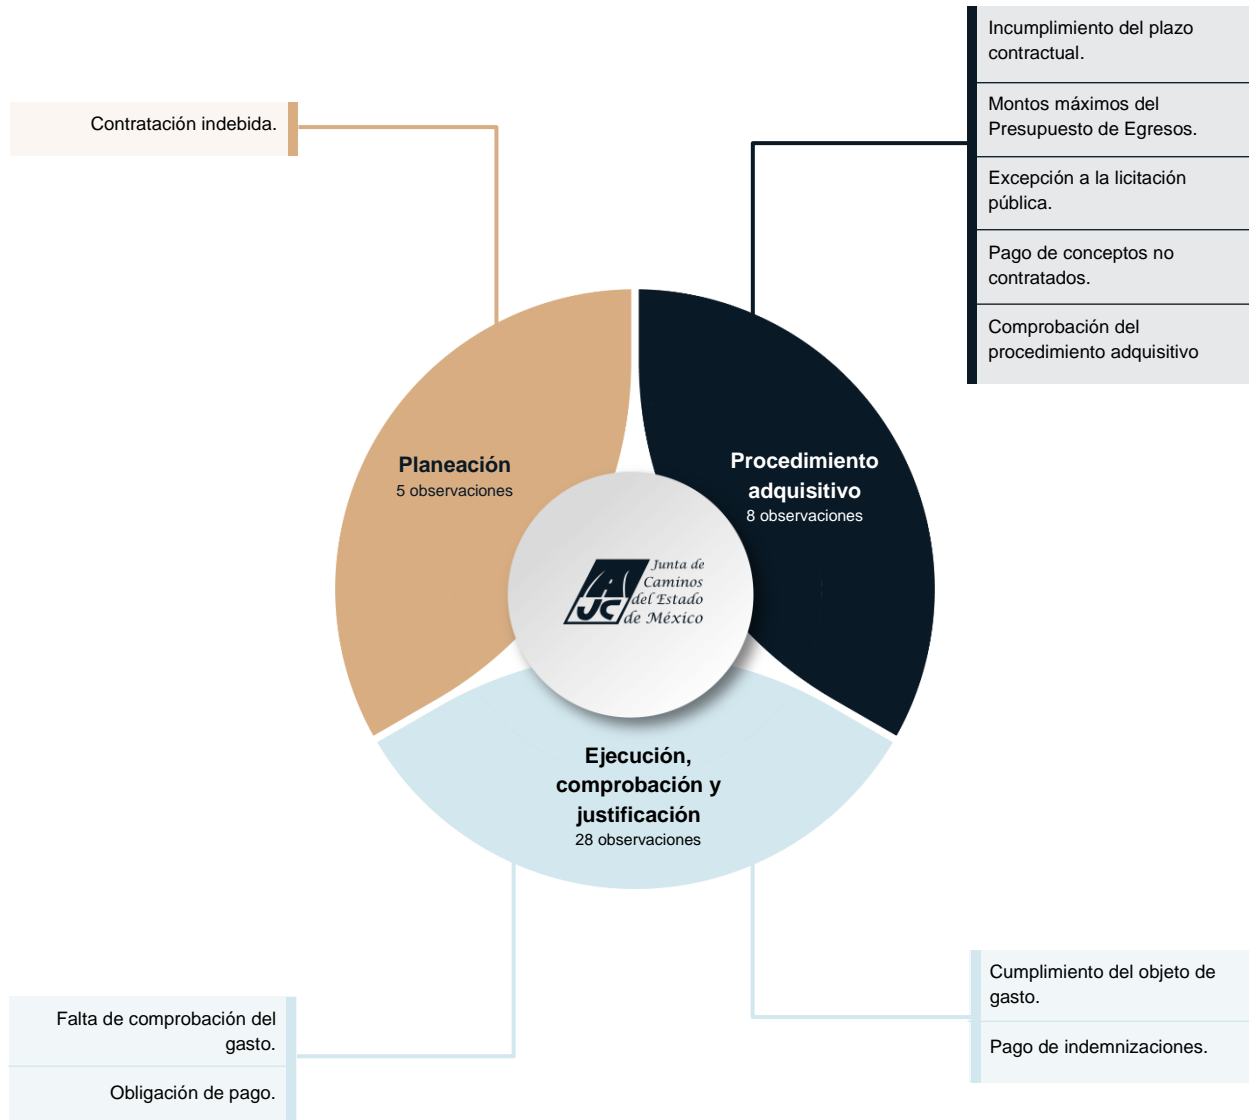 Incumplimiento del plazo
contractual.
Montos máximos del
Presupuesto de Egresos.
Excepción a la licitación
pública.
Pago de conceptos no
contratados.
Comprobación del
procedimiento adquisitivo
Contratación indebida.
Planeación
5 observaciones
Procedimiento
adquisitivo
8 observaciones
JC
Junta de
Caminos
del Estado
de México
Ejecución,
comprobación y
justificación
28 observaciones
Falta de comprobación del
gasto.
Obligación de pago.
Cumplimiento del objeto de
gasto.
Pago de indemnizaciones.